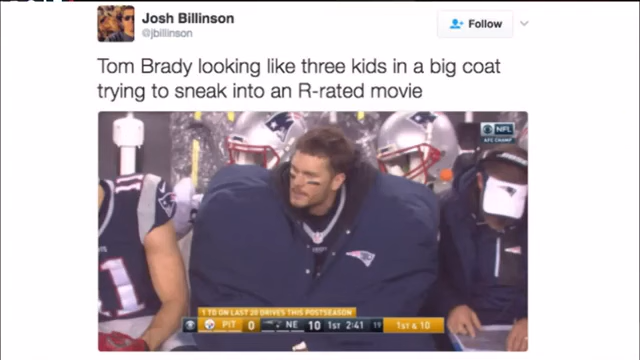 Josh Billinson
@jbillinson
Follow
Tom Brady looking like three kids in a big coat
trying to sneak into an R-rated movie
NFL
AFC CHAMP
11
1 TD ON LAST 20 DRIVES THIS POSTSEASON
PIT 0 NE 10 1ST 2:41 19 1ST & 10